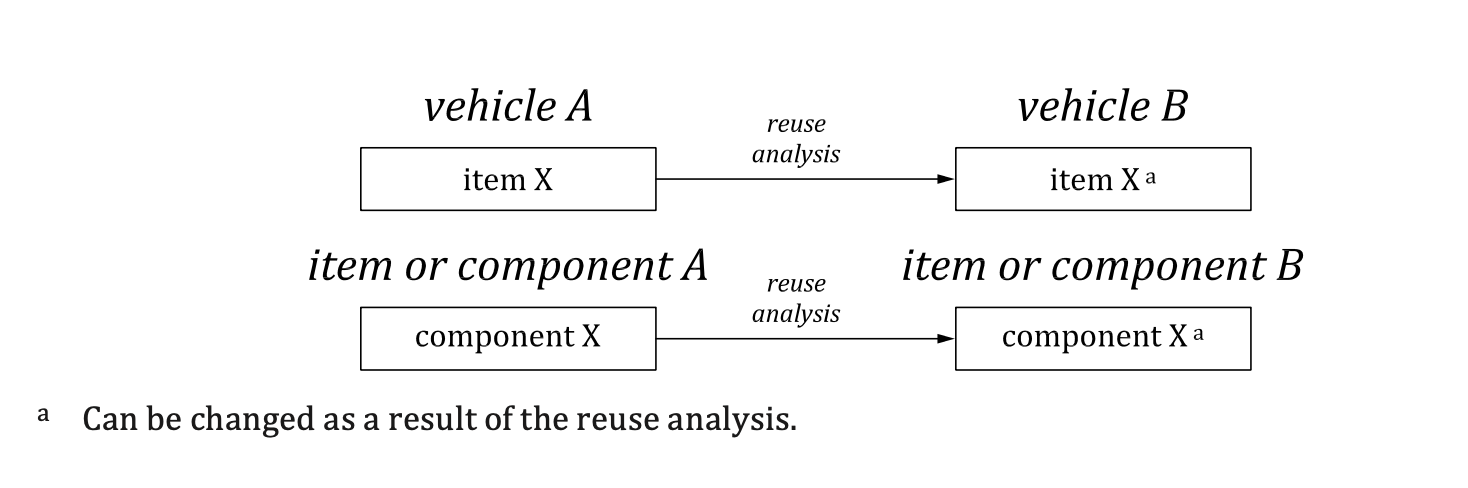 vehicle A
vehicle B
reuse
analysis
item X
item X a
item or component A
item or component B
reuse
analysis
component X
component X a
a Can be changed as a result of the reuse analysis.